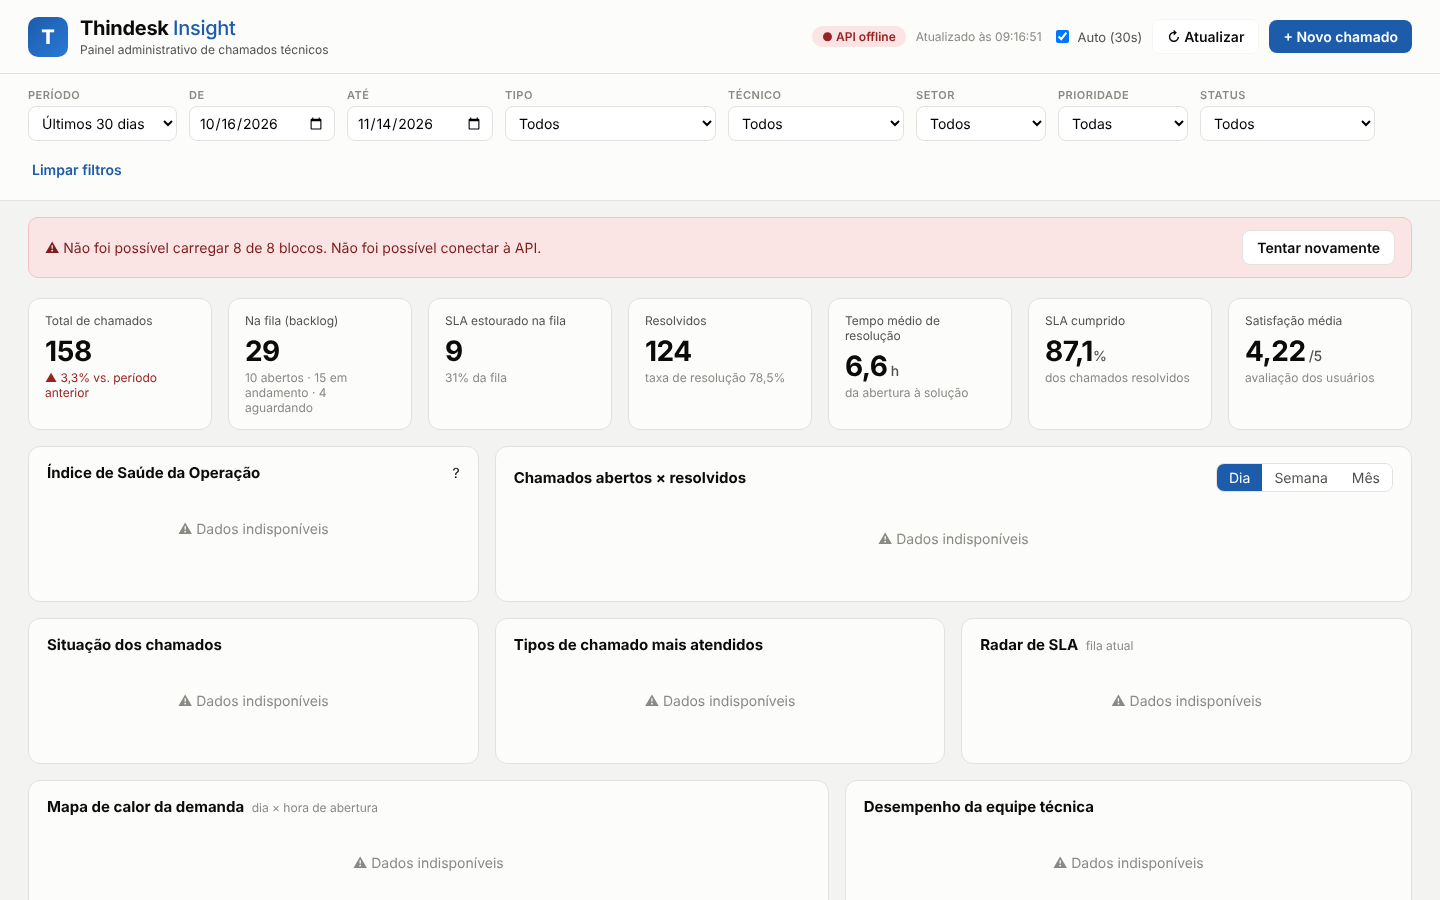 T
Thindesk Insight
Painel administrativo de chamados técnicos
API offline
Atualizado às 09:16:51
Auto (30s)
↻ Atualizar
+ Novo chamado
PERÍODO
DE
ATÉ
TIPO
TÉCNICO
SETOR
PRIORIDADE
STATUS
Últimos 30 dias
10/16/2026
11/14/2026
Todos
Todos
Todos
Todas
Todos
Limpar filtros
⚠ Não foi possível carregar 8 de 8 blocos. Não foi possível conectar à API.
Tentar novamente
Total de chamados
158
▲ 3,3% vs. período
anterior
Na fila (backlog)
29
10 abertos · 15 em
andamento · 4
aguardando
SLA estourado na fila
9
31% da fila
Resolvidos
124
taxa de resolução 78,5%
Tempo médio de
resolução
6,6 h
da abertura à solução
SLA cumprido
87,1%
dos chamados resolvidos
Satisfação média
4,22 /5
avaliação dos usuários
Índice de Saúde da Operação
?
⚠ Dados indisponíveis
Chamados abertos × resolvidos
Dia
Semana
Mês
⚠ Dados indisponíveis
Situação dos chamados
⚠ Dados indisponíveis
Tipos de chamado mais atendidos
⚠ Dados indisponíveis
Radar de SLA fila atual
⚠ Dados indisponíveis
Mapa de calor da demanda dia × hora de abertura
⚠ Dados indisponíveis
Desempenho da equipe técnica
⚠ Dados indisponíveis